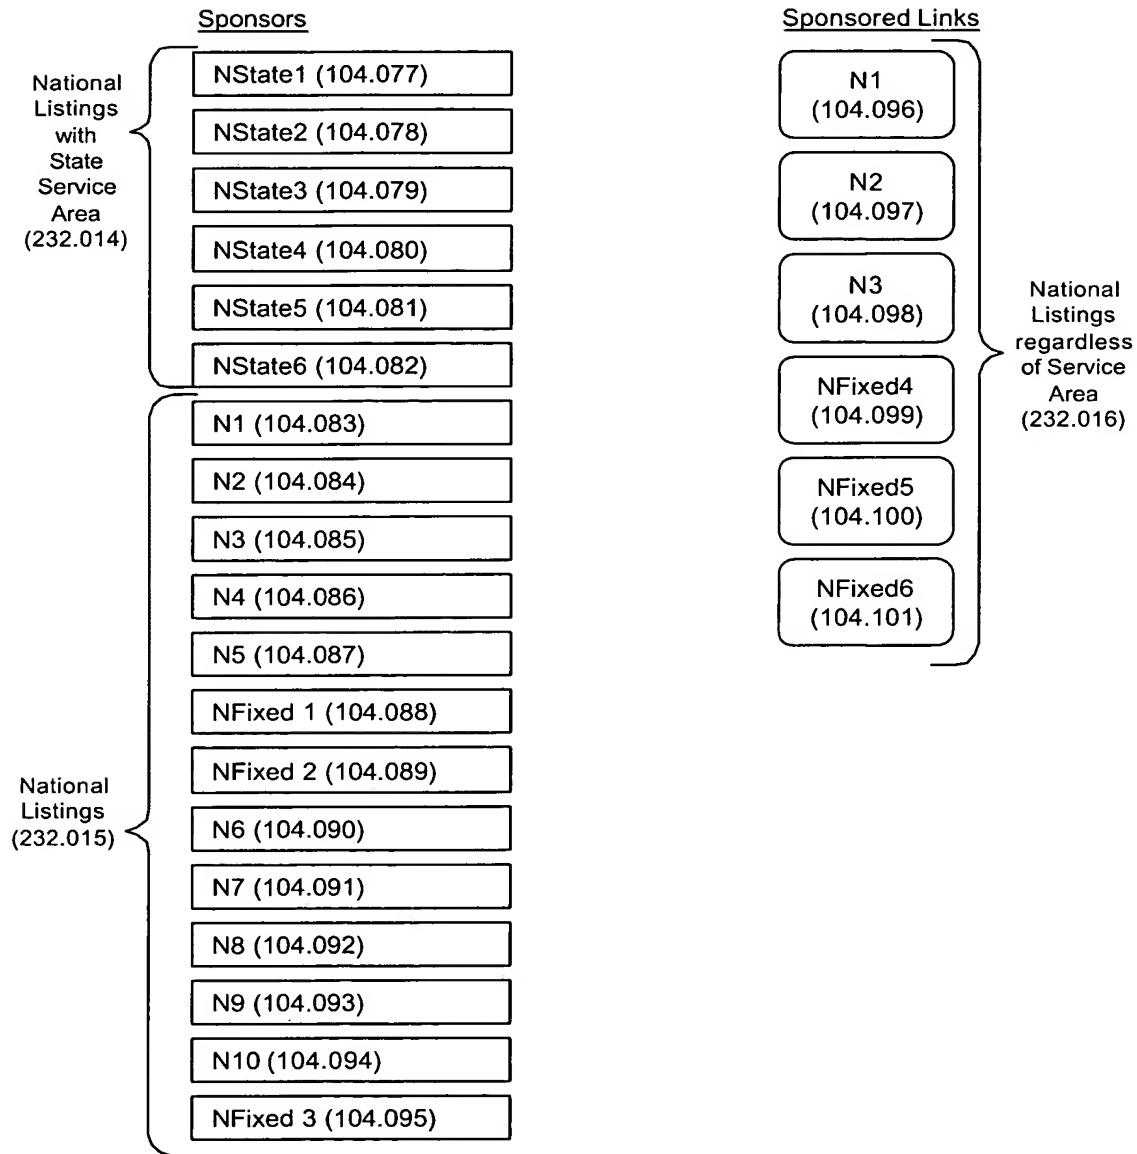 Sponsors
National
Listings
with
State
Service
Area
(232.014)
NState1 (104.077)
NState2 (104.078)
NState3 (104.079)
NState4 (104.080)
NState5 (104.081)
NState6 (104.082)
National
Listings
(232.015)
N1 (104.083)
N2 (104.084)
N3 (104.085)
N4 (104.086)
N5 (104.087)
NFixed 1 (104.088)
NFixed 2 (104.089)
N6 (104.090)
N7 (104.091)
N8 (104.092)
N9 (104.093)
N10 (104.094)
NFixed 3 (104.095)
Sponsored Links
N1
(104.096)
N2
(104.097)
N3
(104.098)
NFixed4
(104.099)
NFixed5
(104.100)
NFixed6
(104.101)
National
Listings
regardless
of Service
Area
(232.016)